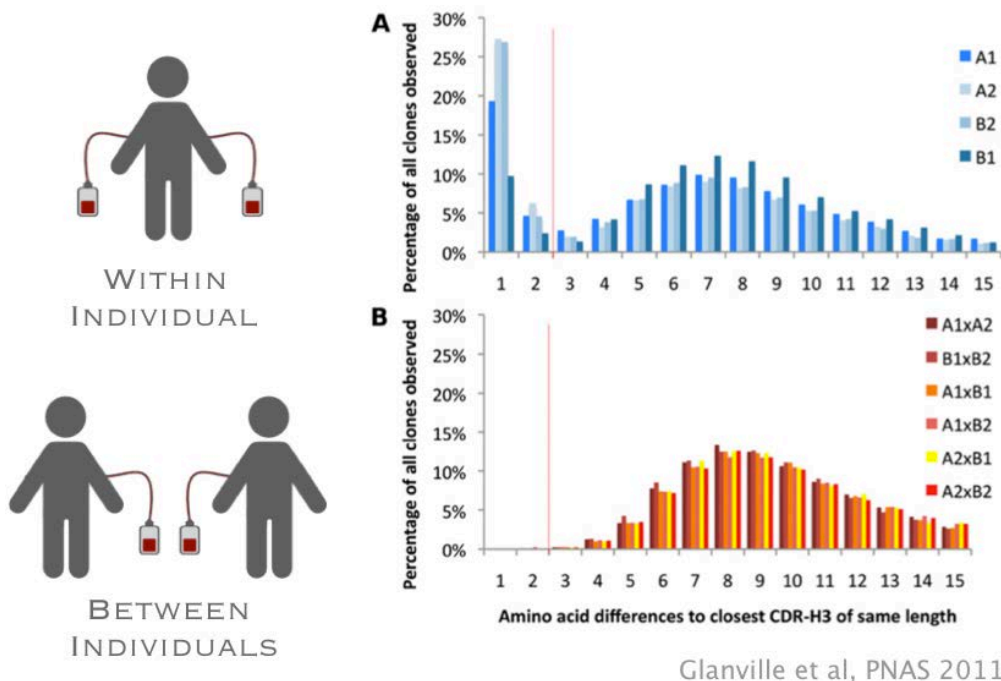 WITHIN
INDIVIDUAL
A
Percentage of all clones observed
30%
25%
20%
15%
10%
5%
0%
1 2 3 4 5 6 7 8 9 10 11 12 13 14 15
A1
A2
B2
B1
BETWEEN
INDIVIDUALS
B
Percentage of all clones observed
30%
25%
20%
15%
10%
5%
0%
1 2 3 4 5 6 7 8 9 10 11 12 13 14 15
A1xA2
B1xB2
A1xB1
A1xB2
A2xB1
A2xB2
Amino acid differences to closest CDR-H3 of same length
Glanville et al, PNAS 2011